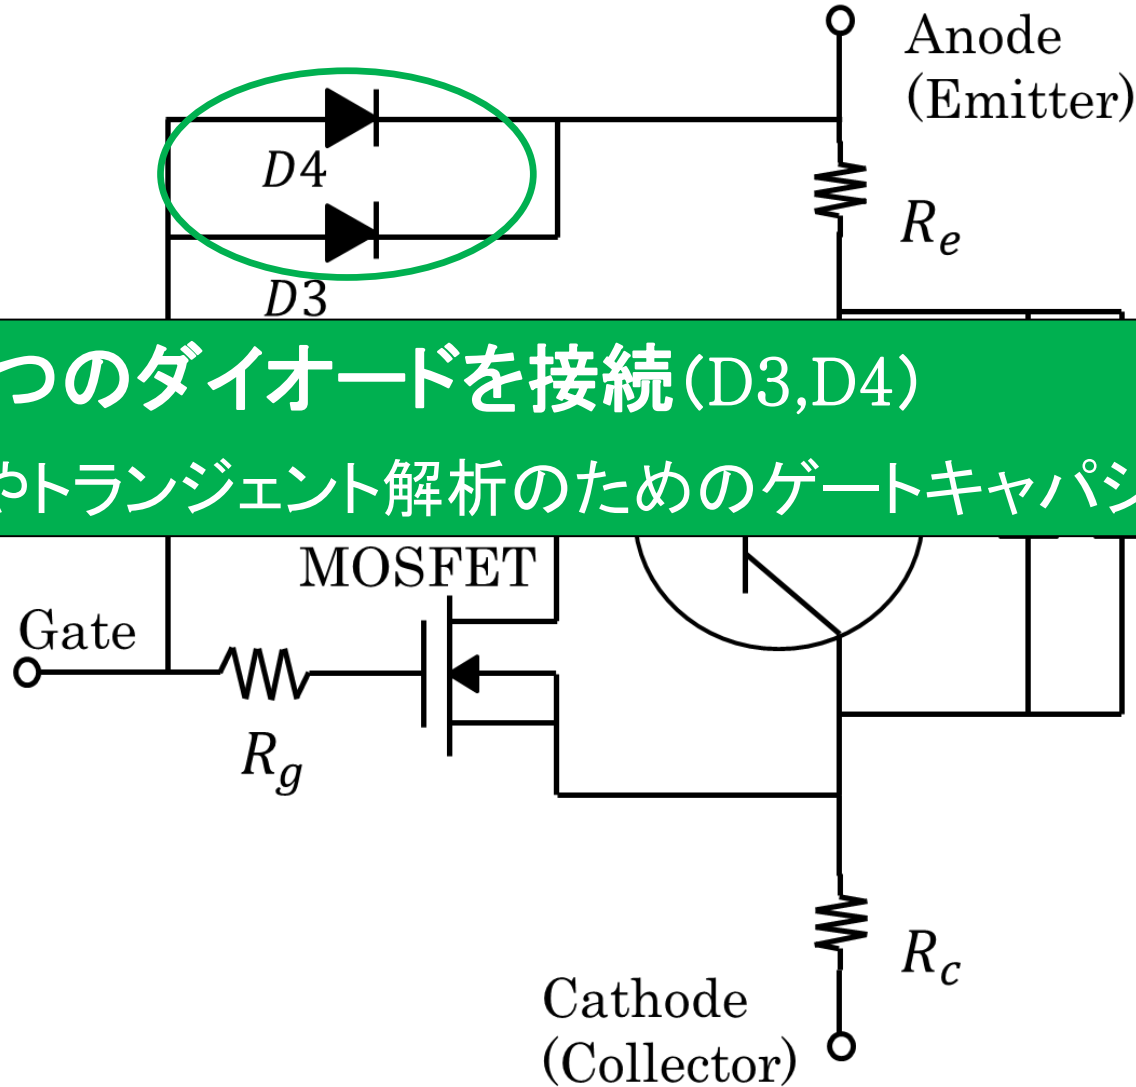 Anode
(Emitter)
D4
R_e
D3
つのダイオードを接続(D3,D4)
やトランジェント解析のためのゲートキャパシ
MOSFET
Gate
R_g
R_c
Cathode
(Collector)